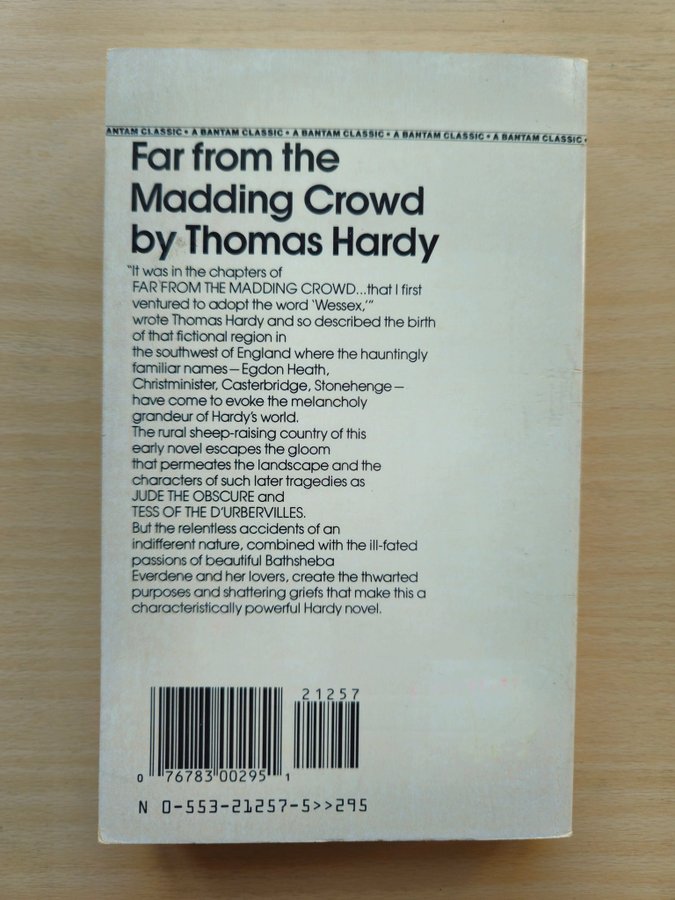 ANTAM CLASSIC • A BANTAM CLASSIC • A BANTAM CLASSIC • A BANTAM CLASSIC • A BANTAM CLASSIC •
Far from the
Madding Crowd
by Thomas Hardy
"It was in the chapters of
FAR FROM THE MADDING CROWD...that I first
ventured to adopt the word 'Wessex,'"
wrote Thomas Hardy and so described the birth
of that fictional region in
the southwest of England where the hauntingly
familiar names—Egdon Heath,
Christminister, Casterbridge, Stonehenge—
have come to evoke the melancholy
grandeur of Hardy's world.
The rural sheep-raising country of this
early novel escapes the gloom
that permeates the landscape and the
characters of such later tragedies as
JUDE THE OBSCURE and
TESS OF THE D'URBERVILLES.
But the relentless accidents of an
indifferent nature, combined with the ill-fated
passions of beautiful Bathsheba
Everdene and her lovers, create the thwarted
purposes and shattering griefs that make this a
characteristically powerful Hardy novel.
21257
0 76783 00295 1
N 0-553-21257-5>>295